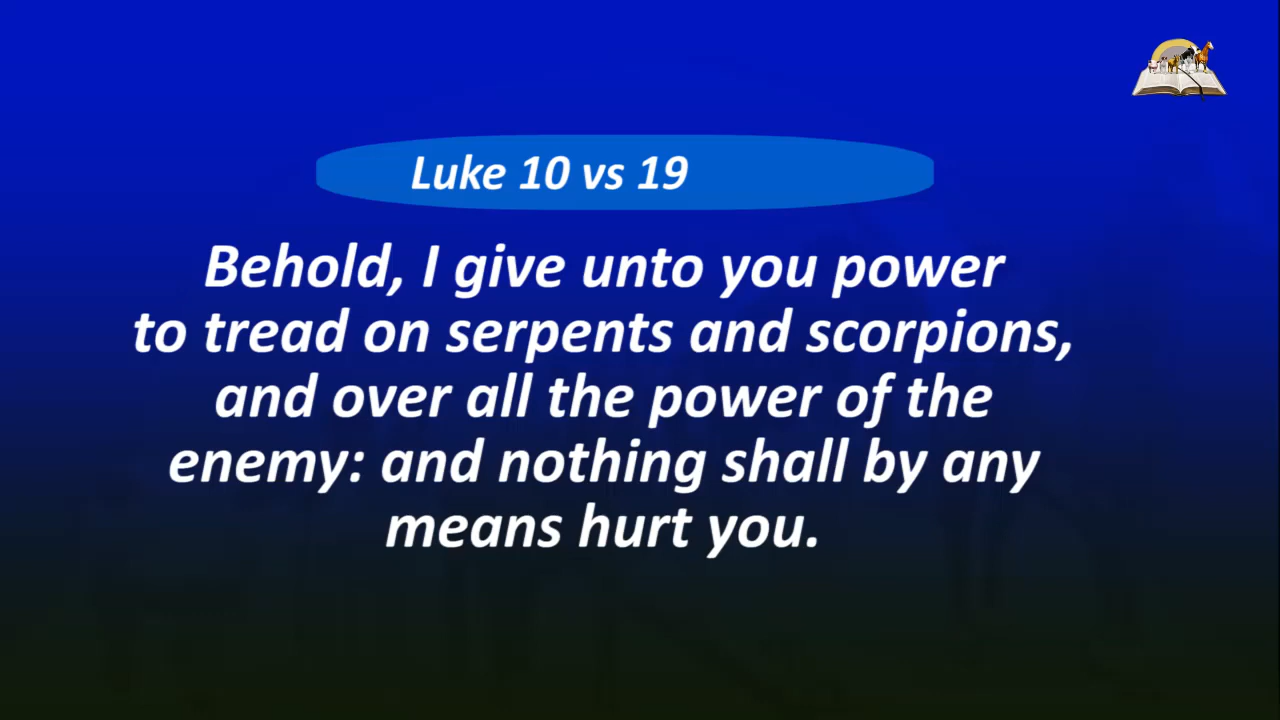 Luke 10 vs 19
Behold, I give unto you power
to tread on serpents and scorpions,
and over all the power of the
enemy: and nothing shall by any
means hurt you.